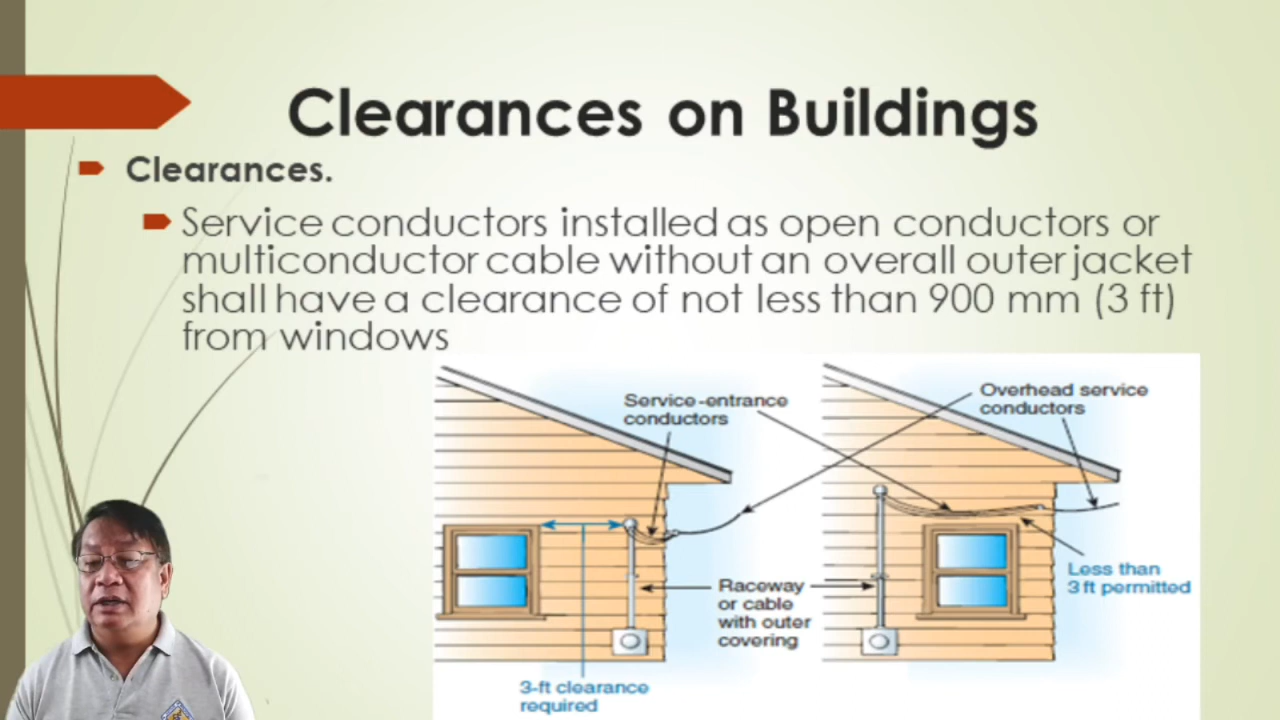 Clearances on Buildings
Clearances.
Service conductors installed as open conductors or
multiconductor cable without an overall outer jacket
shall have a clearance of not less than 900 mm (3 ft)
from windows
Service-entrance
conductors
Overhead service
conductors
Raceway
or cable
with outer
covering
Less than
3 ft permitted
3-ft clearance
required